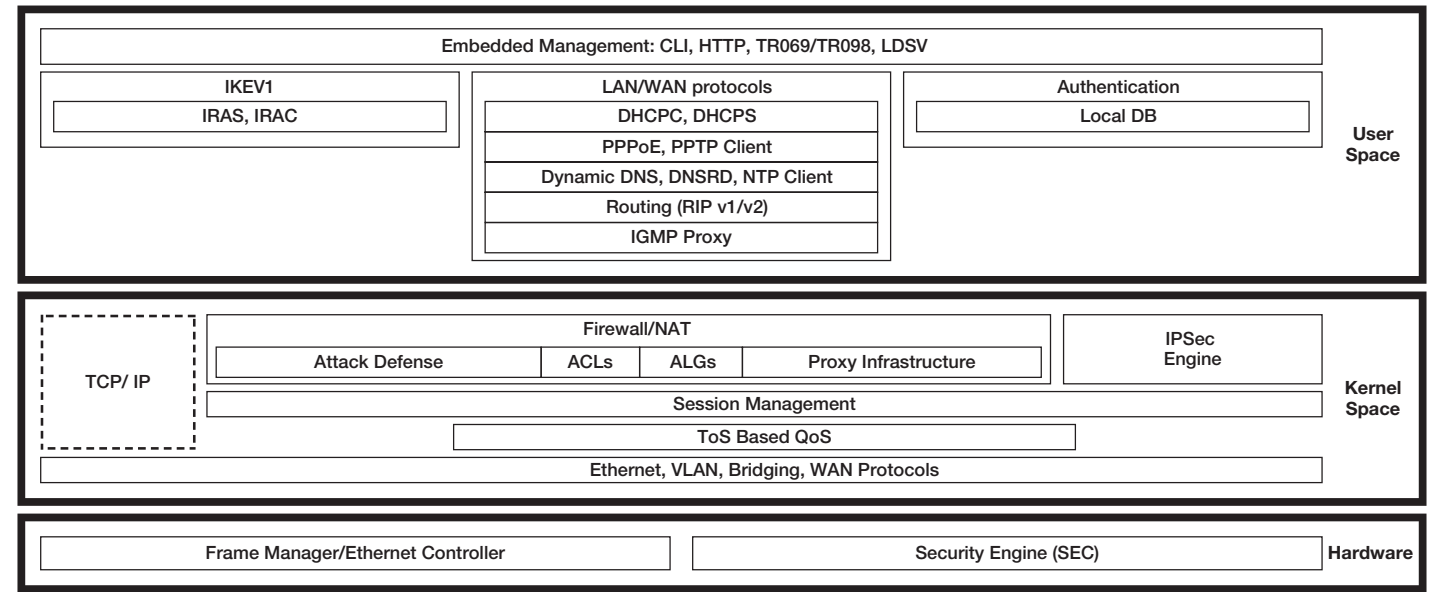 Embedded Management: CLI, HTTP, TR069/TR098, LDSV
IKEV1
IRAS, IRAC
LAN/WAN protocols
DHCPC, DHCPS
PPPoE, PPTP Client
Dynamic DNS, DNSRD, NTP Client
Routing (RIP v1/v2)
IGMP Proxy
Authentication
Local DB
User
Space
TCP/ IP
Firewall/NAT
Attack Defense
ACLs
ALGs
Proxy Infrastructure
IPSec
Engine
Session Management
ToS Based QoS
Ethernet, VLAN, Bridging, WAN Protocols
Kernel
Space
Frame Manager/Ethernet Controller
Security Engine (SEC)
Hardware